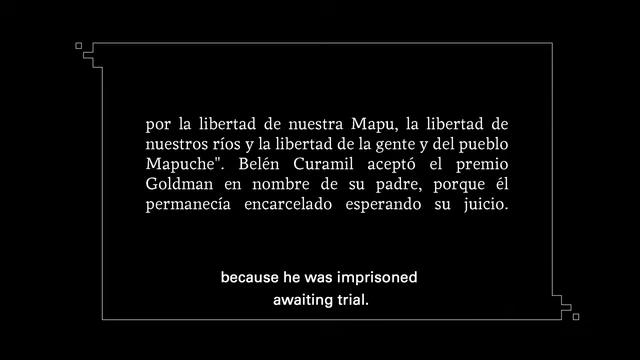 por la libertad de nuestra Mapu, la libertad de
nuestros ríos y la libertad de la gente y del pueblo
Mapuche". Belén Curamil aceptó el premio
Goldman en nombre de su padre, porque él
permanecía encarcelado esperando su juicio.
because he was imprisoned
awaiting trial.